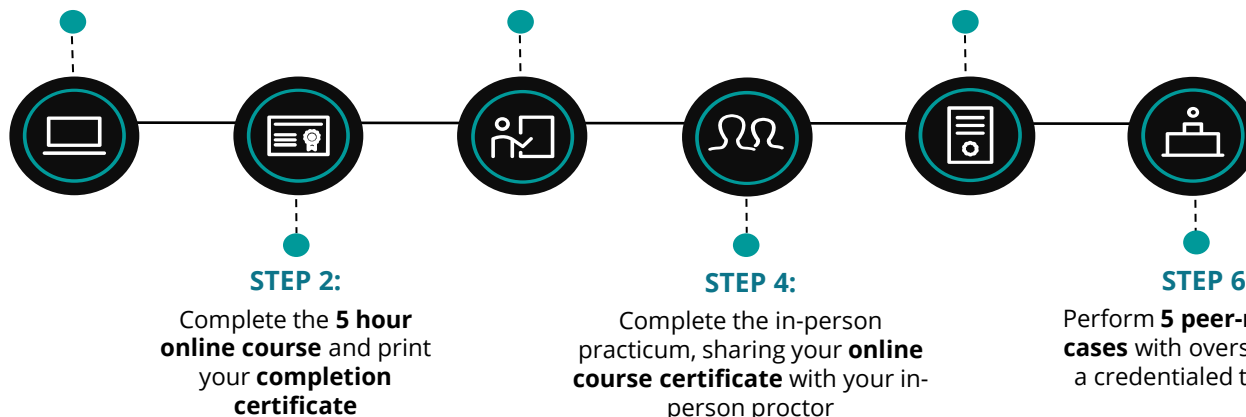 STEP 2:
Complete the 5 hour
online course and print
your completion
certificate
STEP 4:
Complete the in-person
practicum, sharing your online
course certificate with your in-
person proctor
STEP 6
Perform 5 peer-
cases with overs
a credentialed t